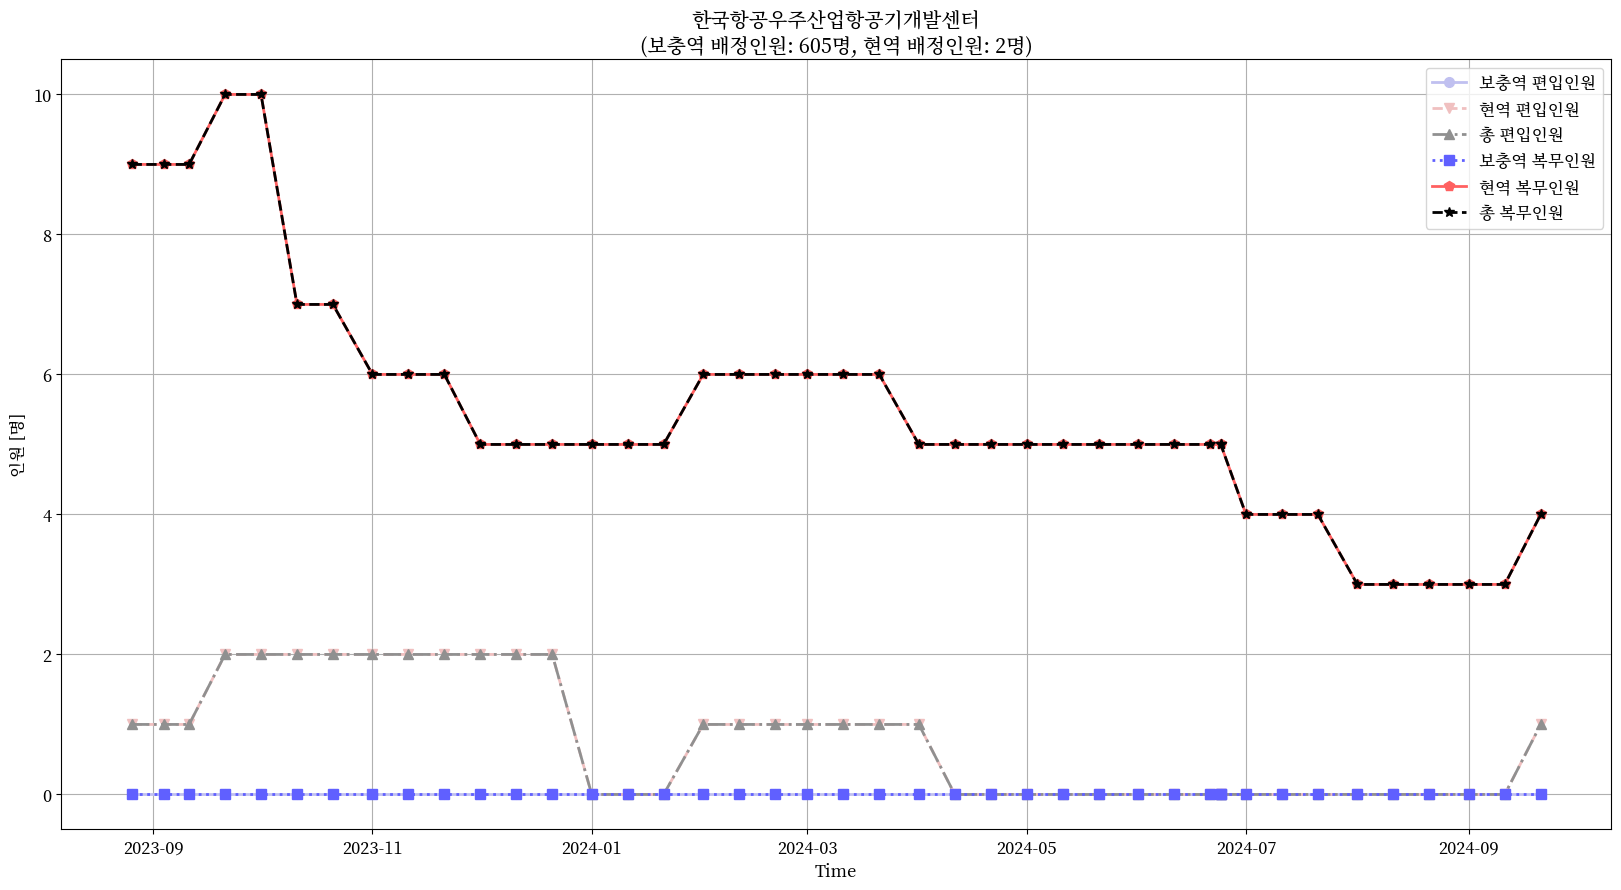 한국항공우주산업항공기개발센터
(보충역 배정인원: 605명, 현역 배정인원: 2명)
인원 [명]
10
8
6
4
2
0
보충역 편입인원
현역 편입인원
총 편입인원
보충역 복무인원
현역 복무인원
총 복무인원
2023-09
2023-11
2024-01
2024-03
2024-05
2024-07
2024-09
Time